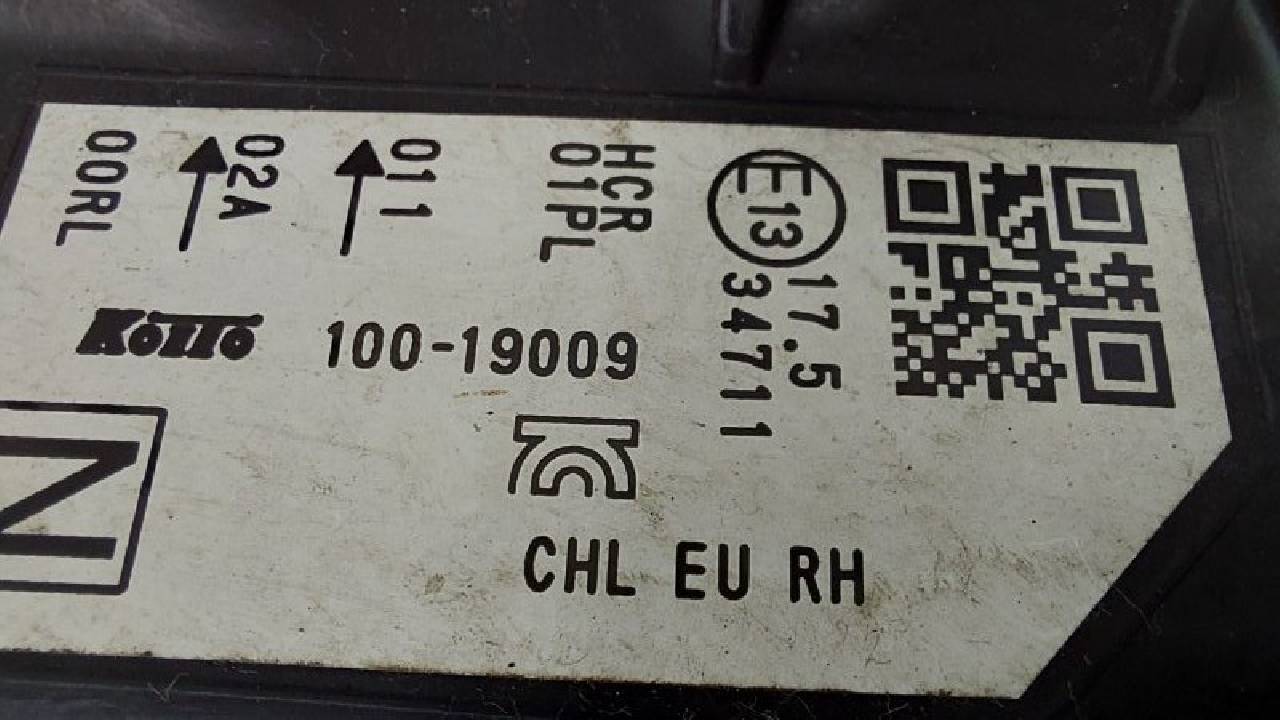 00RL
02A
011
HCR
01PL
E13
17.5
34711
KOITO
100-19009
N
CHL EU RH